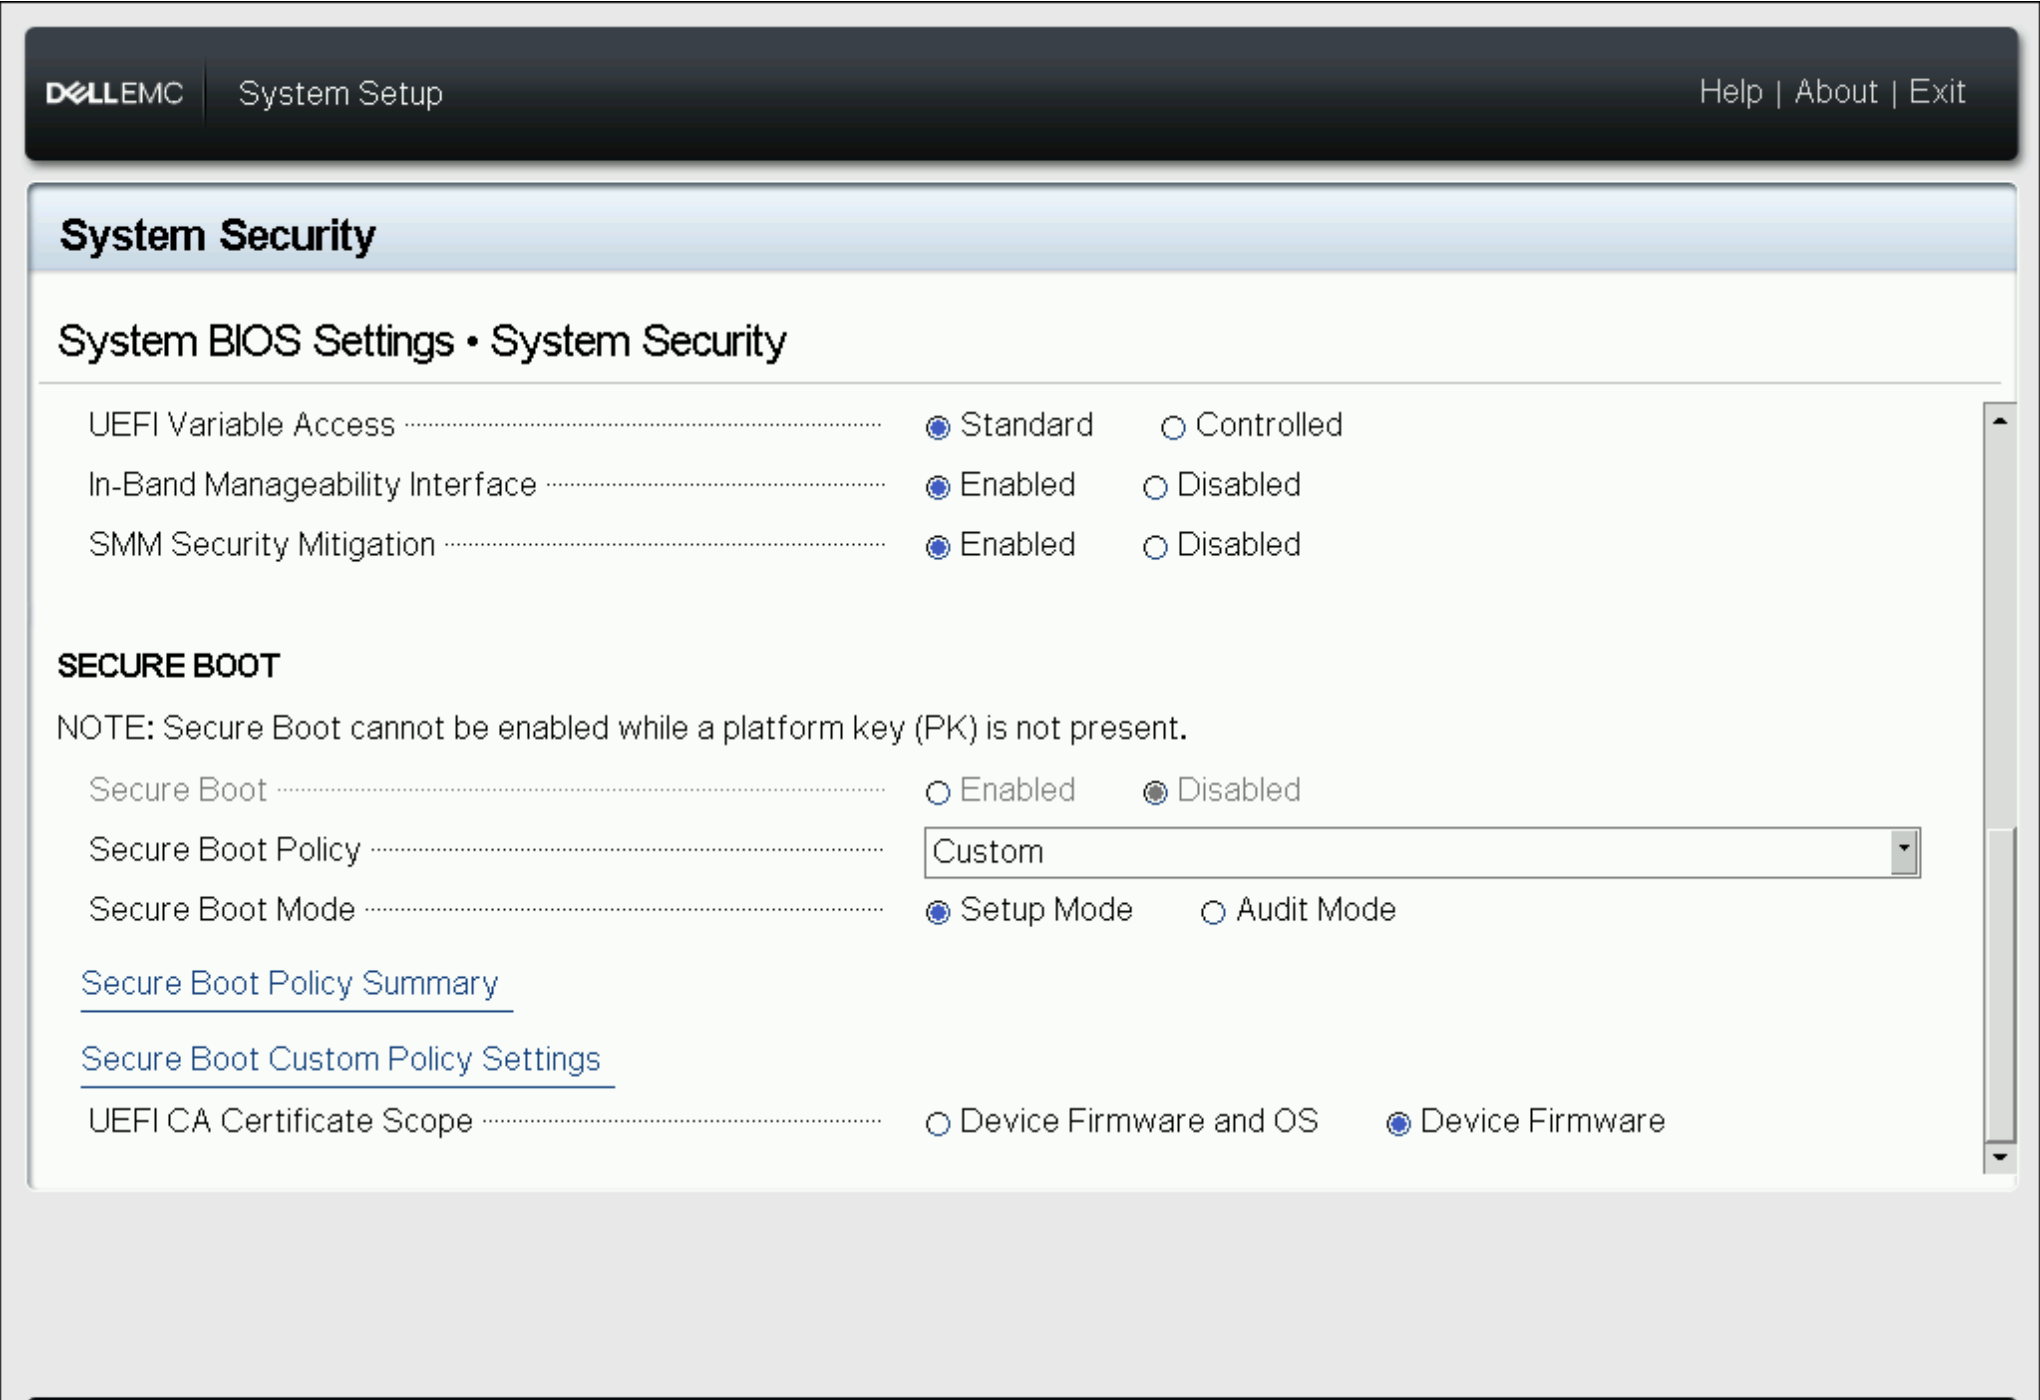 DELLEMC System Setup Help | About | Exit
System Security
System BIOS Settings • System Security
UEFI Variable Access Standard Controlled
In-Band Manageability Interface Enabled Disabled
SMM Security Mitigation Enabled Disabled
SECURE BOOT
NOTE: Secure Boot cannot be enabled while a platform key (PK) is not present.
Secure Boot Enabled Disabled
Secure Boot Policy Custom
Secure Boot Mode Setup Mode Audit Mode
Secure Boot Policy Summary
Secure Boot Custom Policy Settings
UEFI CA Certificate Scope Device Firmware and OS Device Firmware